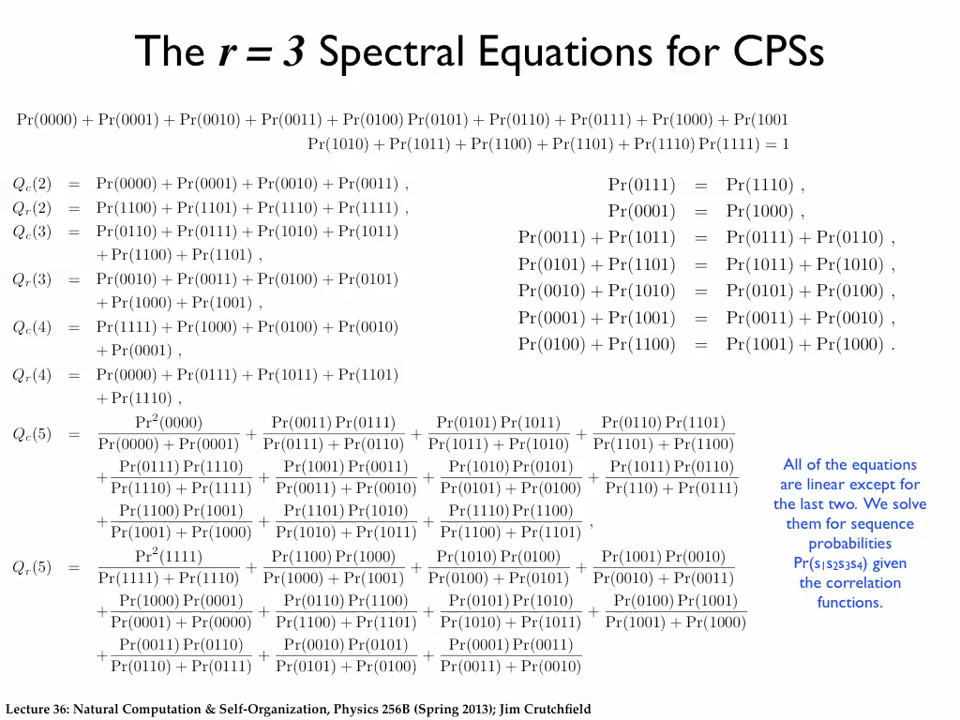 The r = 3 Spectral Equations for CPSs
Pr(0000) + Pr(0001) + Pr(0010) + Pr(0011) + Pr(0100) Pr(0101) + Pr(0110) + Pr(0111) + Pr(1000) + Pr(1001
Pr(1010) + Pr(1011) + Pr(1100) + Pr(1101) + Pr(1110) Pr(1111) = 1
Q_c(2) = Pr(0000) + Pr(0001) + Pr(0010) + Pr(0011) ,
Q_r(2) = Pr(1100) + Pr(1101) + Pr(1110) + Pr(1111) ,
Q_c(3) = Pr(0110) + Pr(0111) + Pr(1010) + Pr(1011)
+ Pr(1100) + Pr(1101) ,
Q_r(3) = Pr(0010) + Pr(0011) + Pr(0100) + Pr(0101)
+ Pr(1000) + Pr(1001) ,
Q_c(4) = Pr(1111) + Pr(1000) + Pr(0100) + Pr(0010)
+ Pr(0001) ,
Q_r(4) = Pr(0000) + Pr(0111) + Pr(1011) + Pr(1101)
+ Pr(1110) ,
Pr(0111) = Pr(1110) ,
Pr(0001) = Pr(1000) ,
Pr(0011) + Pr(1011) = Pr(0111) + Pr(0110) ,
Pr(0101) + Pr(1101) = Pr(1011) + Pr(1010) ,
Pr(0010) + Pr(1010) = Pr(0101) + Pr(0100) ,
Pr(0001) + Pr(1001) = Pr(0011) + Pr(0010) ,
Pr(0100) + Pr(1100) = Pr(1001) + Pr(1000) .
Q_c(5) = Pr²(0000) / (Pr(0000) + Pr(0001)) + Pr(0011) Pr(0111) / (Pr(0111) + Pr(0110)) + Pr(0101) Pr(1011) / (Pr(1011) + Pr(1010)) + Pr(0110) Pr(1101) / (Pr(1101) + Pr(1100))
+ Pr(0111) Pr(1110) / (Pr(1110) + Pr(1111)) + Pr(1001) Pr(0011) / (Pr(0011) + Pr(0010)) + Pr(1010) Pr(0101) / (Pr(0101) + Pr(0100)) + Pr(1011) Pr(0110) / (Pr(110) + Pr(0111))
+ Pr(1100) Pr(1001) / (Pr(1001) + Pr(1000)) + Pr(1101) Pr(1010) / (Pr(1010) + Pr(1011)) + Pr(1110) Pr(1100) / (Pr(1100) + Pr(1101)) ,
Q_r(5) = Pr²(1111) / (Pr(1111) + Pr(1110)) + Pr(1100) Pr(1000) / (Pr(1000) + Pr(1001)) + Pr(1010) Pr(0100) / (Pr(0100) + Pr(0101)) + Pr(1001) Pr(0010) / (Pr(0010) + Pr(0011))
+ Pr(1000) Pr(0001) / (Pr(0001) + Pr(0000)) + Pr(0110) Pr(1100) / (Pr(1100) + Pr(1101)) + Pr(0101) Pr(1010) / (Pr(1010) + Pr(1011)) + Pr(0100) Pr(1001) / (Pr(1001) + Pr(1000))
+ Pr(0011) Pr(0110) / (Pr(0110) + Pr(0111)) + Pr(0010) Pr(0101) / (Pr(0101) + Pr(0100)) + Pr(0001) Pr(0011) / (Pr(0011) + Pr(0010))
All of the equations
are linear except for
the last two. We solve
them for sequence
probabilities
Pr(s₁s₂s₃s₄) given
the correlation
functions.
Lecture 36: Natural Computation & Self-Organization, Physics 256B (Spring 2013); Jim Crutchfield